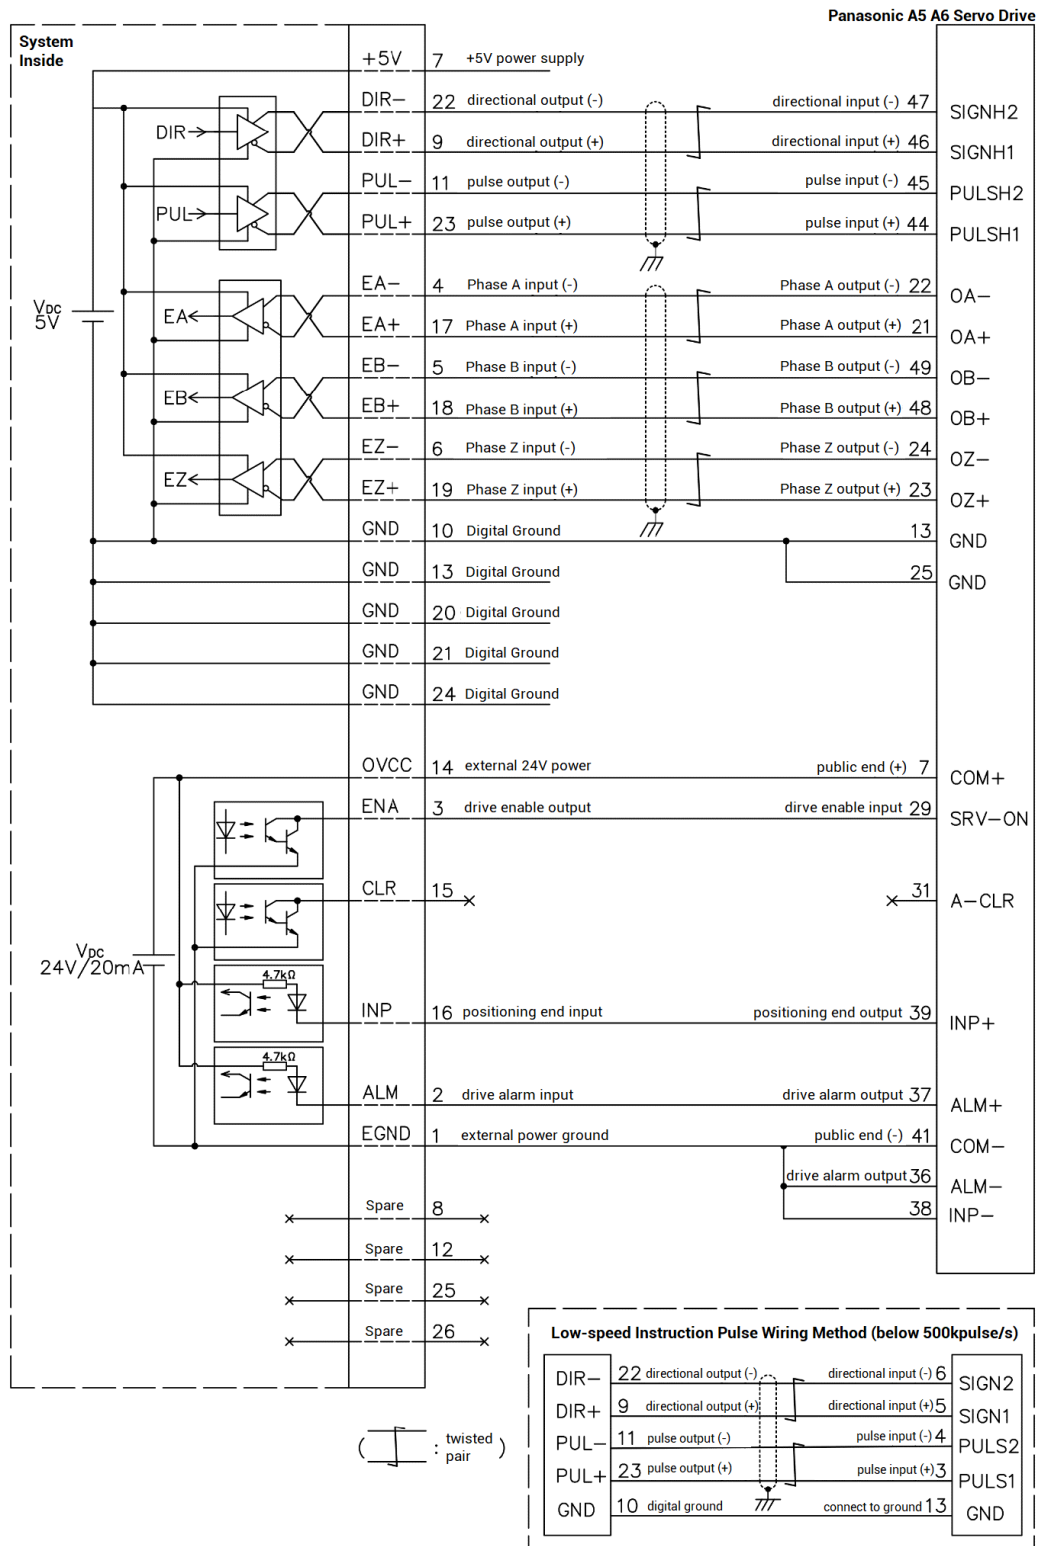 Panasonic A5 A6 Servo Drive
System
Inside
+5V 7 +5V power supply
DIR− 22 directional output (-) directional input (-) 47 SIGNH2
DIR
DIR+ 9 directional output (+) directional input (+) 46 SIGNH1
PUL− 11 pulse output (-) pulse input (-) 45 PULSH2
PUL
PUL+ 23 pulse output (+) pulse input (+) 44 PULSH1
EA− 4 Phase A input (-) Phase A output (-) 22 OA−
VDC
5V
EA
EA+ 17 Phase A input (+) Phase A output (+) 21 OA+
EB− 5 Phase B input (-) Phase B output (-) 49 OB−
EB
EB+ 18 Phase B input (+) Phase B output (+) 48 OB+
EZ− 6 Phase Z input (-) Phase Z output (-) 24 OZ−
EZ
EZ+ 19 Phase Z input (+) Phase Z output (+) 23 OZ+
GND 10 Digital Ground 13 GND
GND 13 Digital Ground 25 GND
GND 20 Digital Ground
GND 21 Digital Ground
GND 24 Digital Ground
OVCC 14 external 24V power public end (+) 7 COM+
ENA 3 drive enable output dirve enable input 29 SRV−ON
CLR 15 31 A−CLR
VDC
24V/20mA
4.7kΩ
INP 16 positioning end input positioning end output 39 INP+
4.7kΩ
ALM 2 drive alarm input drive alarm output 37 ALM+
EGND 1 external power ground public end (-) 41 COM−
drive alarm output 36 ALM−
Spare 8 38 INP−
Spare 12
Spare 25
Spare 26
Low-speed Instruction Pulse Wiring Method (below 500kpulse/s)
DIR− 22 directional output (-) directional input (-) 6 SIGN2
DIR+ 9 directional output (+) directional input (+) 5 SIGN1
PUL− 11 pulse output (-) pulse input (-) 4 PULS2
PUL+ 23 pulse output (+) pulse input (+) 3 PULS1
GND 10 digital ground connect to ground 13 GND
( : twisted
pair )